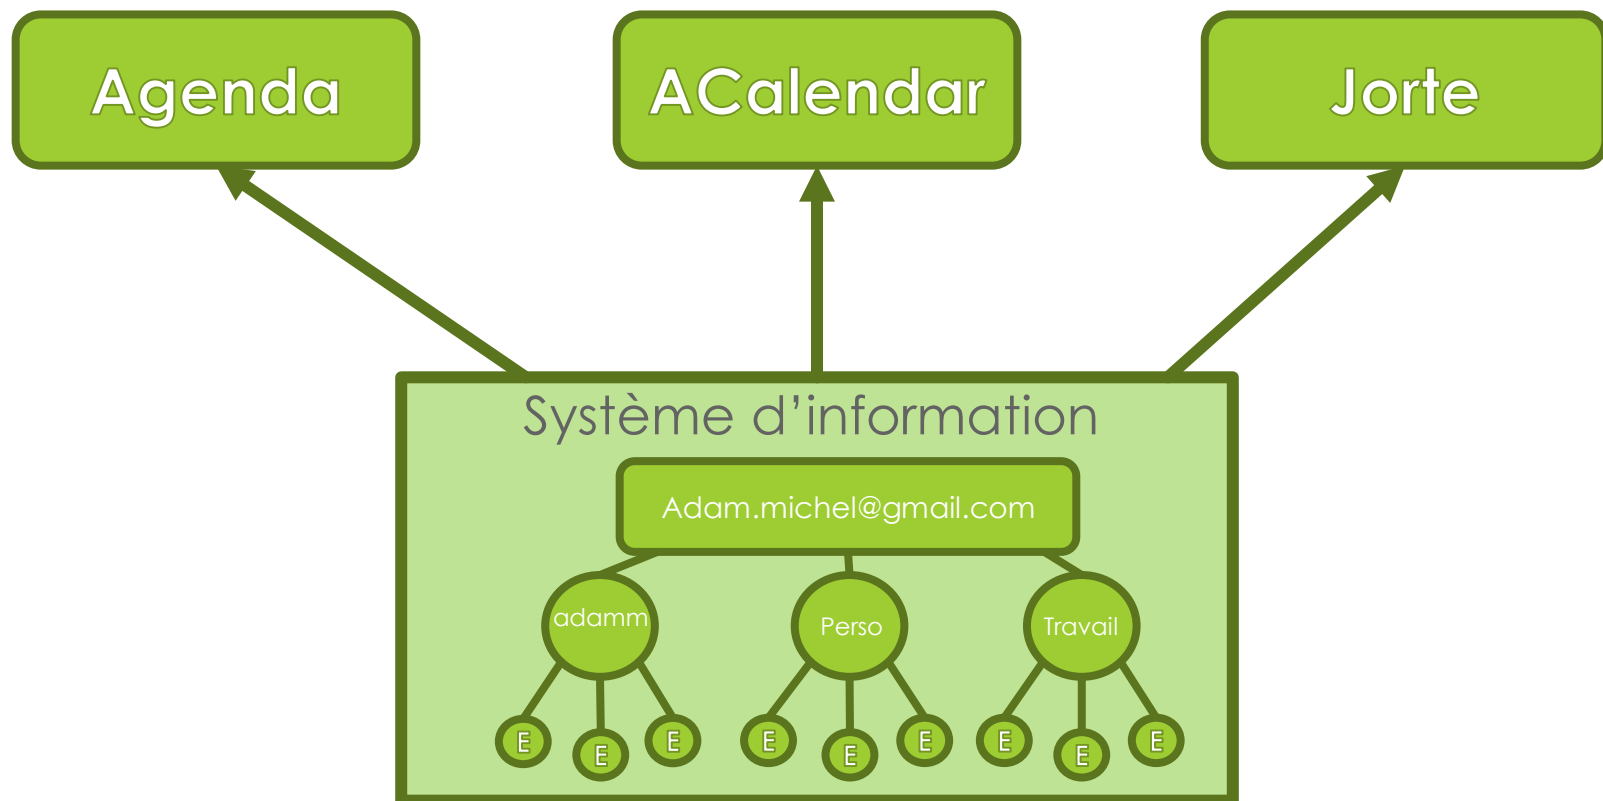 Agenda
ACalendar
Jorte
Système d’information
Adam.michel@gmail.com
adamm
Perso
Travail
E
E
E
E
E
E
E
E
E